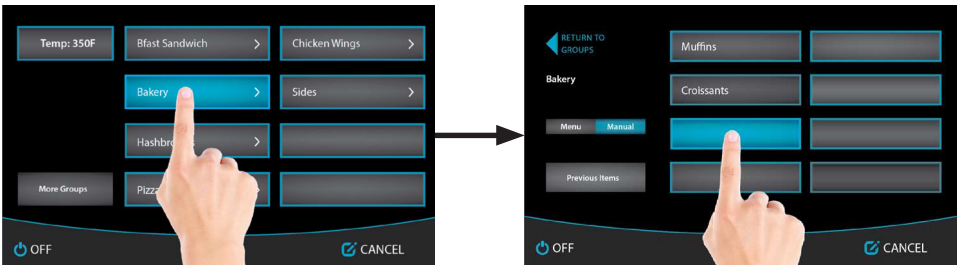 Temp: 350F
Bfast Sandwich
Chicken Wings
Bakery
Sides
Hashbro
More Groups
Pizza
OFF
CANCEL
RETURN TO
GROUPS
Bakery
Menu
Manual
Previous Items
Muffins
Croissants
OFF
CANCEL